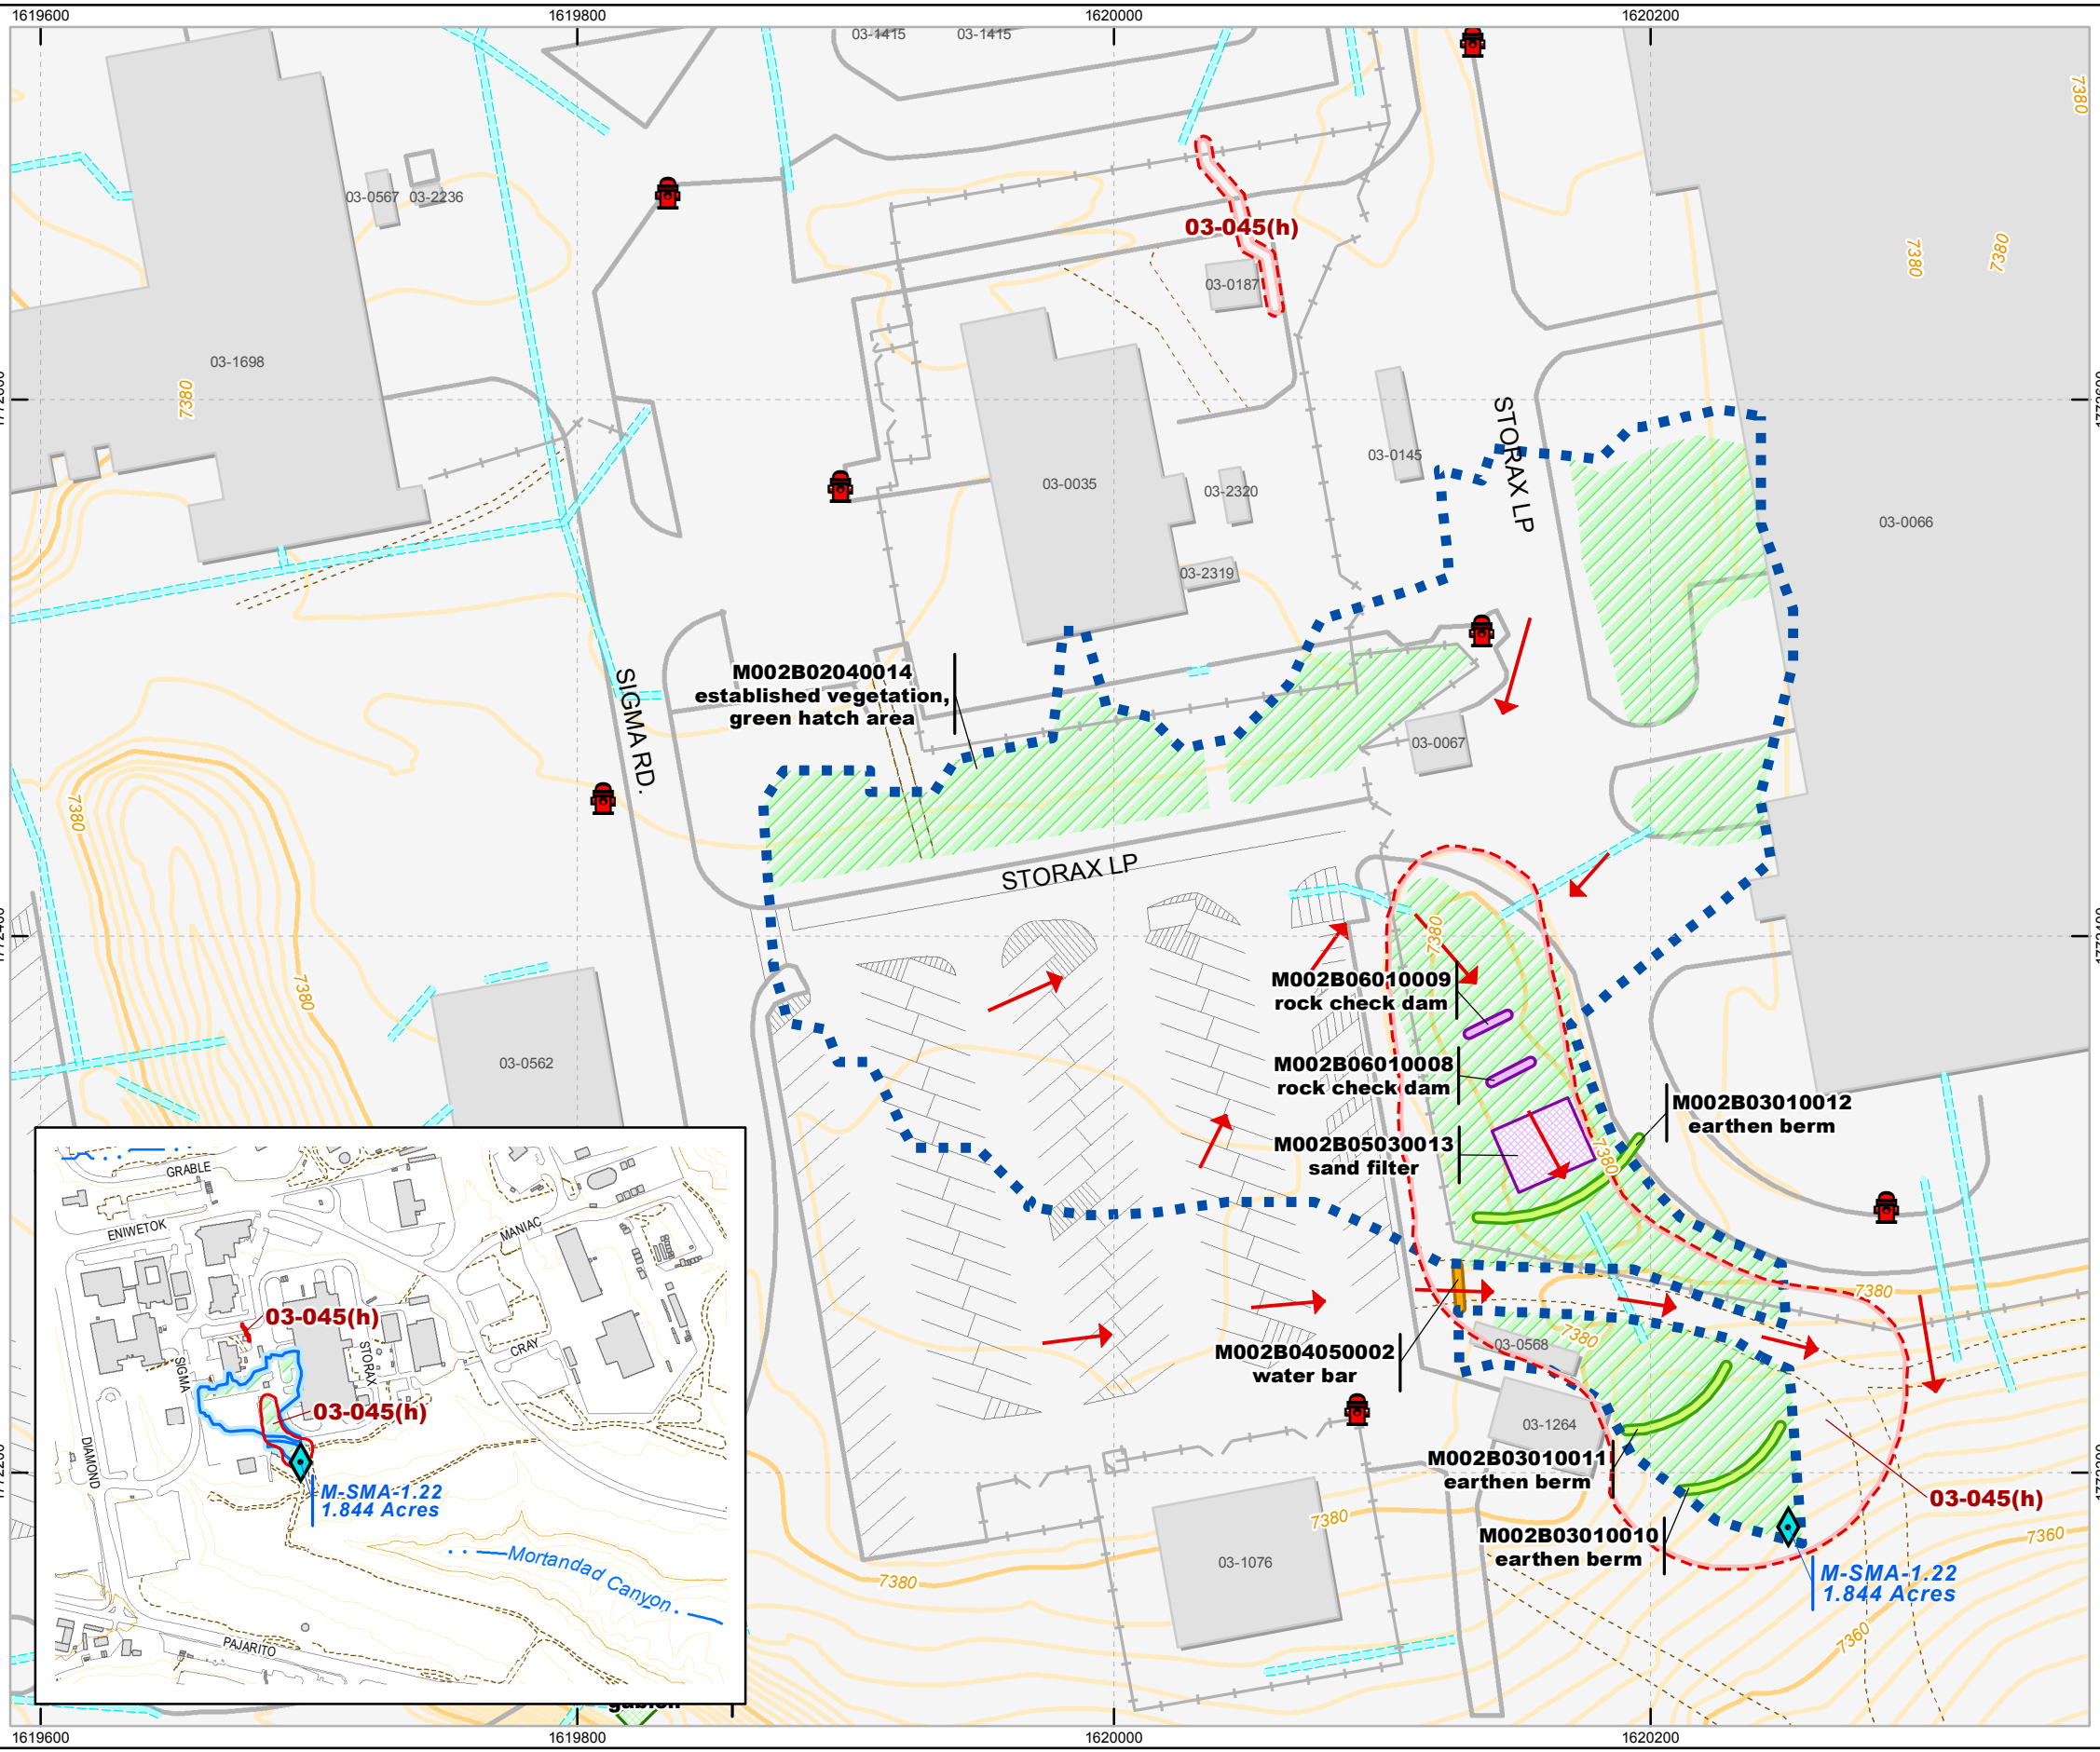 1619600
1619800
1620000
1620200
03-1415
03-1415
7380
03-0567
03-2236
03-045(h)
7380
7380
03-0187
03-1698
7380
STORAX LP
03-0145
03-0035
03-2320
03-0066
03-2319
M002B02040014
established vegetation,
green hatch area
SIGMA RD.
03-0067
7380
STORAX LP
7380
7380
M002B06010009
rock check dam
03-0562
M002B06010008
rock check dam
M002B03010012
earthen berm
M002B05030013
sand filter
7380
7380
7380
03-0568
M002B04050002
water bar
03-1264
M002B03010011
earthen berm
03-045(h)
7380
M002B03010010
earthen berm
7360
03-1076
7380
M-SMA-1.22
1.844 Acres
7360
GRABLE
ENIWETOK
MANIAC
03-045(h)
SIGMA
STORAX
CRAY
03-045(h)
DIAMOND
M-SMA-1.22
1.844 Acres
Mortandad Canyon
PAJARITO
1619600
1619800
1620000
1620200